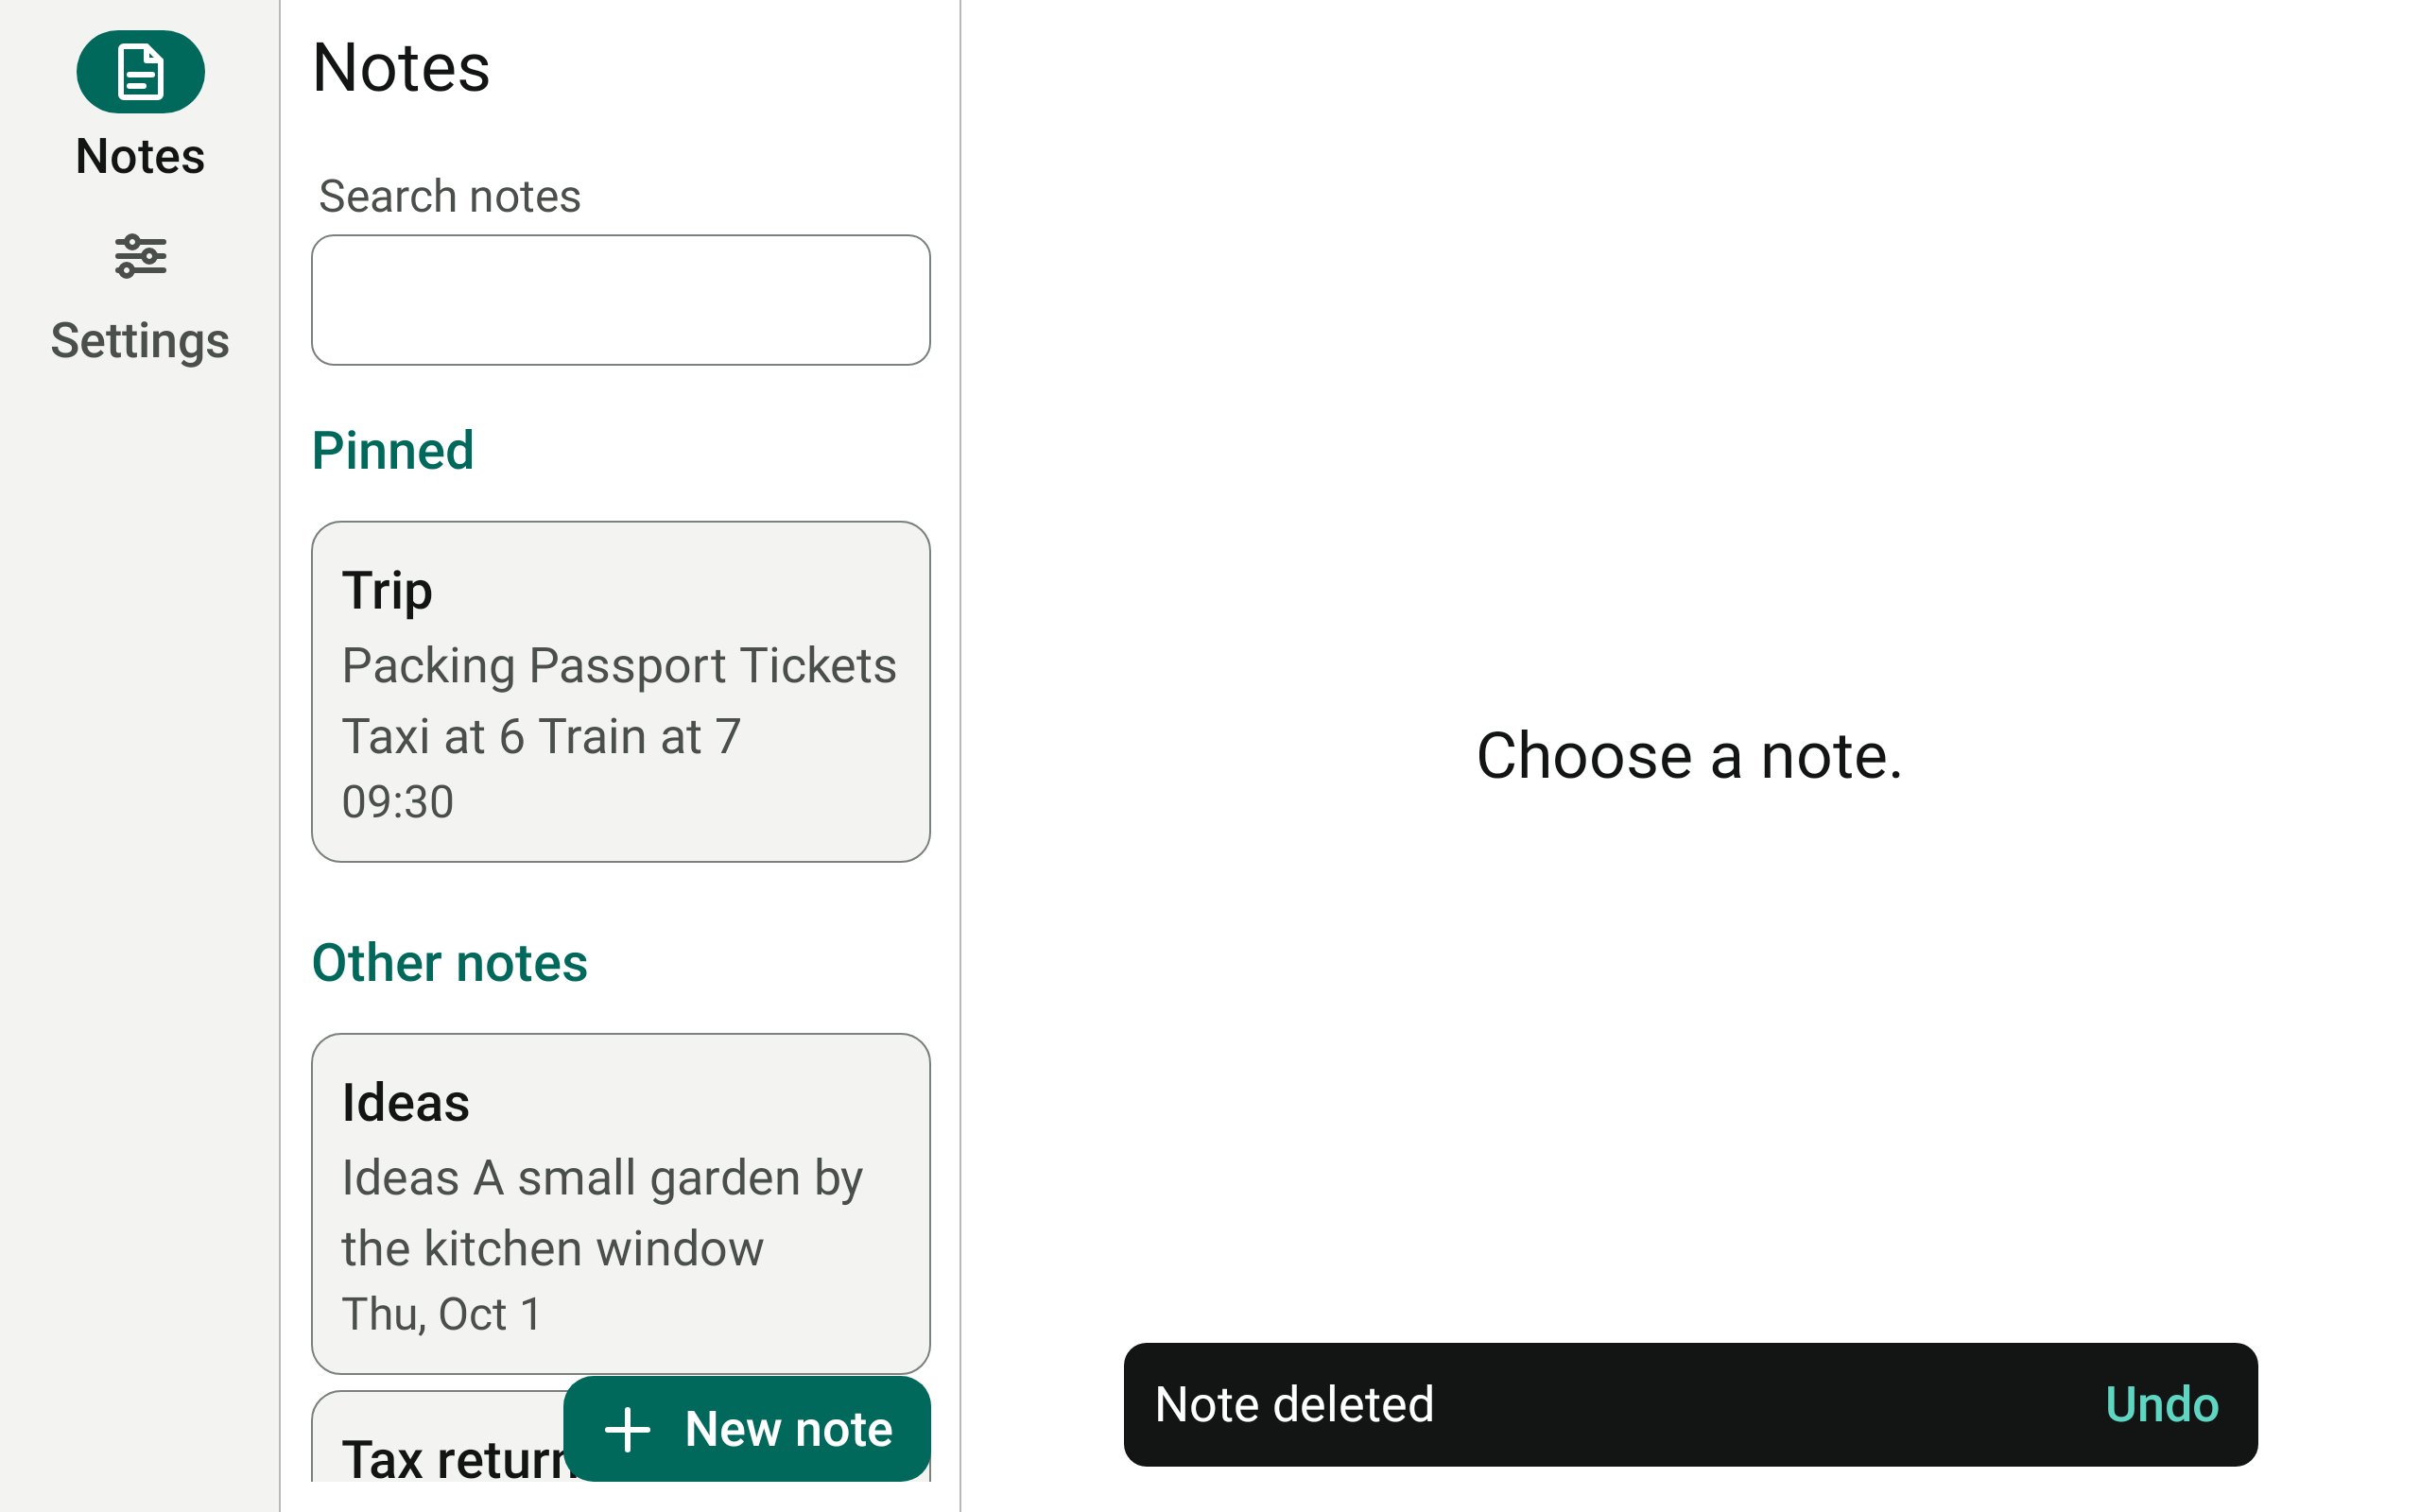 Notes
Settings
Notes
Search notes
Pinned
Trip
Packing Passport Tickets
Taxi at 6 Train at 7
09:30
Other notes
Ideas
Ideas A small garden by
the kitchen window
Thu, Oct 1
Tax return
New note
Choose a note.
Note deleted
Undo